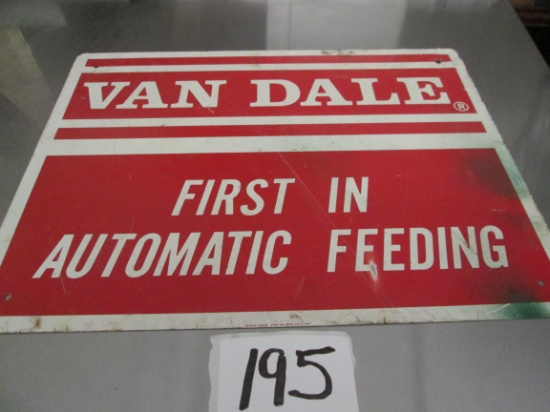 VAN DALE®
FIRST IN
AUTOMATIC FEEDING
195